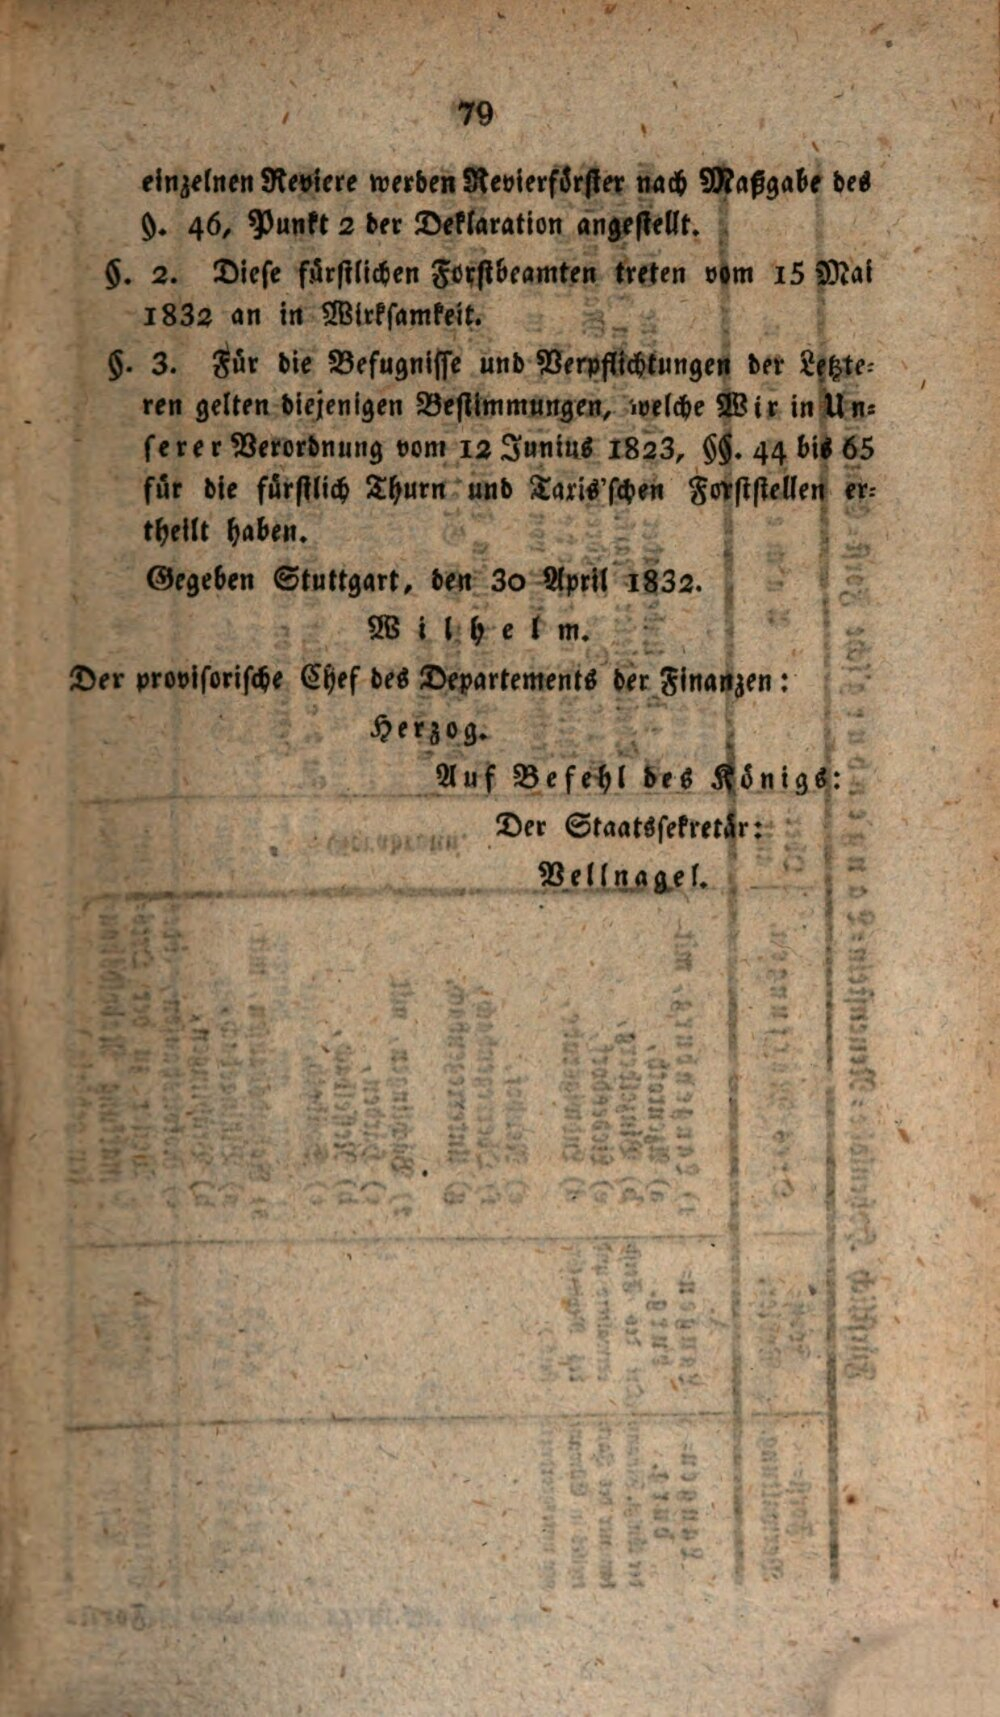 79
einzelnen Reviere werden Revierförster nach Maßgabe des
§. 46, Punkt 2 der Deklaration angestellt.
§. 2. Diese fürstlichen Forstbeamten treten vom 15 Mai
1832 an in Wirksamkeit.
§. 3. Für die Befugnisse und Verpflichtungen der Letzte=
ren gelten diejenigen Bestimmungen, welche Wir in Un=
serer Verordnung vom 12 Junius 1823, §§. 44 bis 65
für die fürstlich Thurn und Taxis'schen Forststellen er=
theilt haben.
Gegeben Stuttgart, den 30 April 1832.
Wilhelm.
Der provisorische Chef des Departements der Finanzen:
Herzog.
Auf Befehl des Königs:
Der Staatssekretär:
Vellnagel.